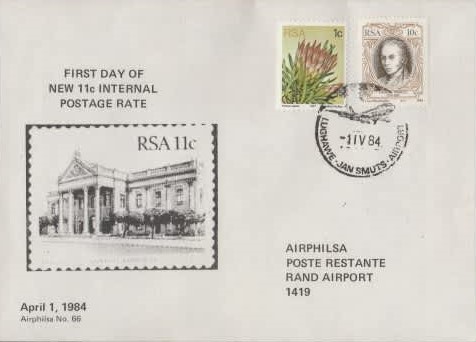 FIRST DAY OF
NEW 11c INTERNAL
POSTAGE RATE
RSA 1c
RSA 10c
LUGHAWE · JAN SMUTS · AIRPORT
-1 IV 84
RSA 11c
AIRPHILSA
POSTE RESTANTE
RAND AIRPORT
1419
April 1, 1984
Airphilsa No. 66